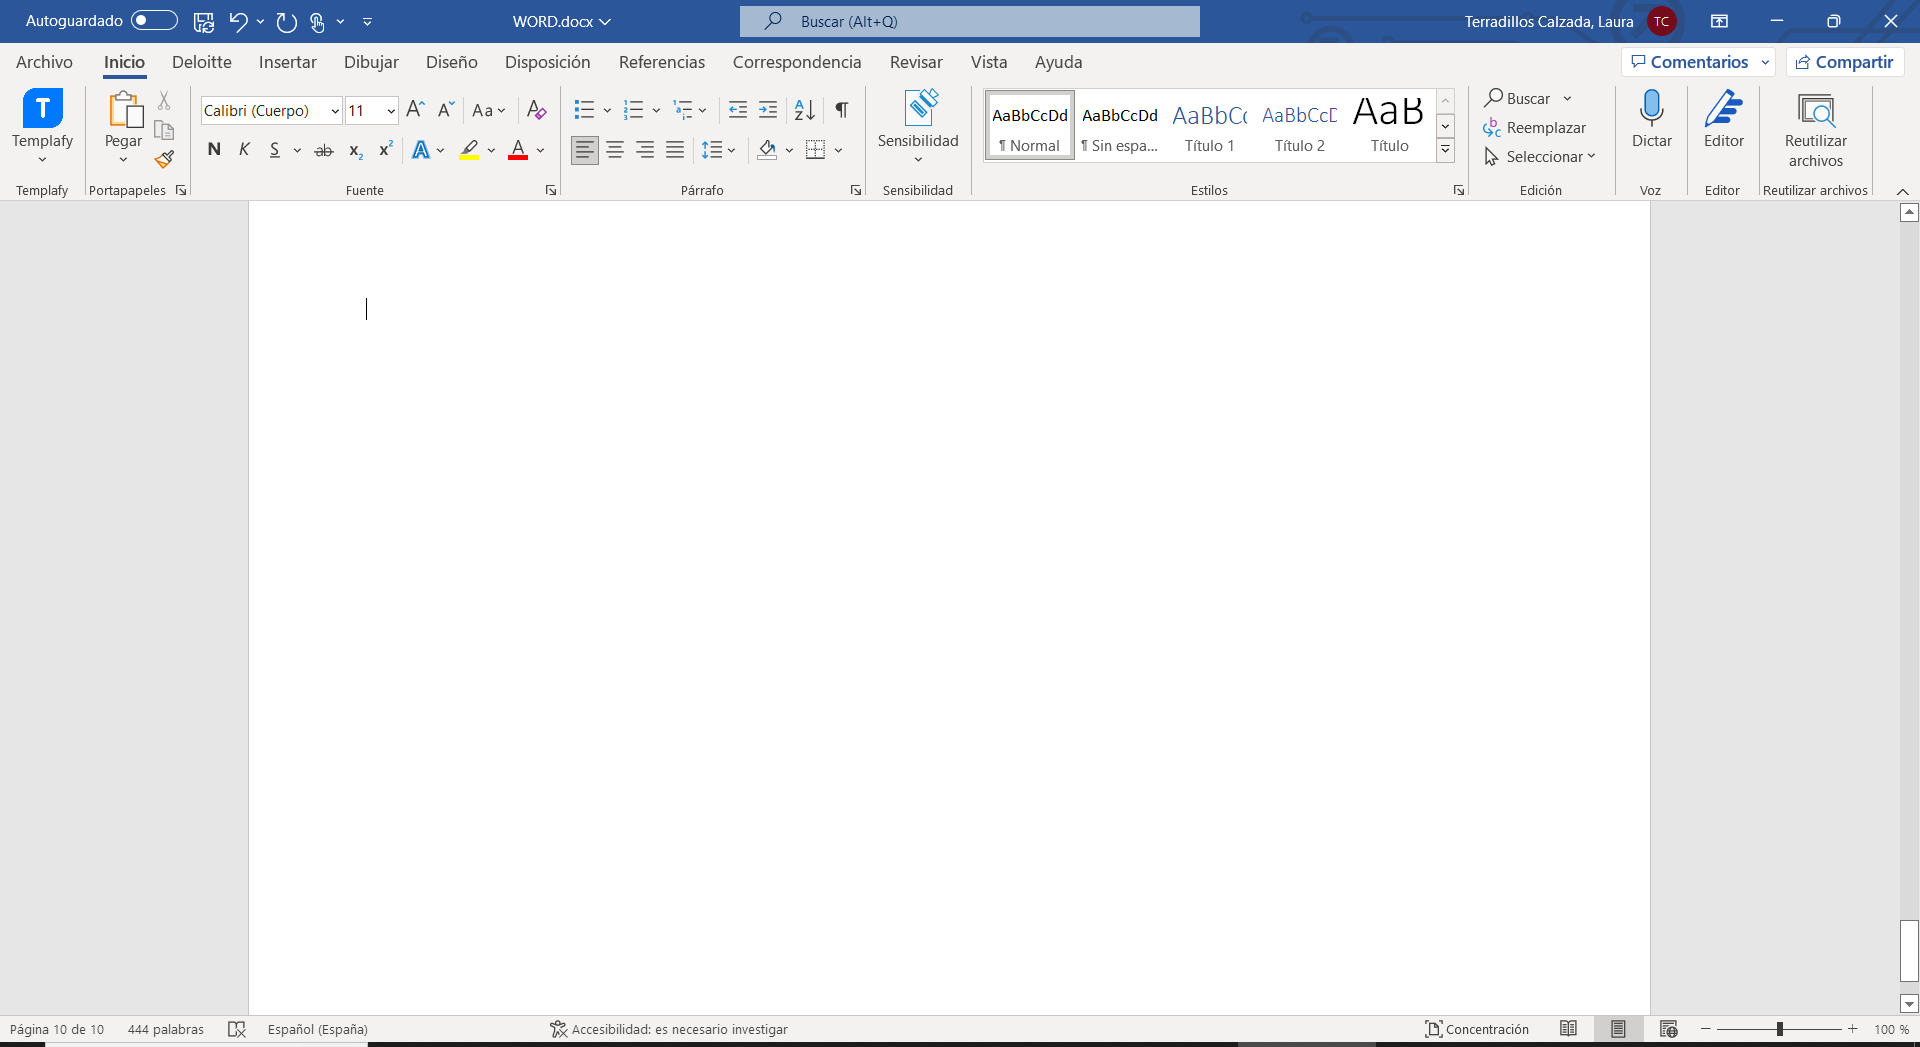 Autoguardado WORD.docx Buscar (Alt+Q) Terradillos Calzada, Laura TC
Archivo Inicio Deloitte Insertar Dibujar Diseño Disposición Referencias Correspondencia Revisar Vista Ayuda Comentarios Compartir
T Templafy
Templafy
Pegar
Portapapeles
Calibri (Cuerpo) 11 A A Aa A
N K S ab x2 x2 A A
Fuente
Párrafo
Sensibilidad
Sensibilidad
AaBbCcDd AaBbCcDd AaBbCc AaBbCcD AaB
¶ Normal ¶ Sin espa... Título 1 Título 2 Título
Estilos
Buscar
Reemplazar
Seleccionar
Edición
Dictar
Voz
Editor
Editor
Reutilizar
archivos
Reutilizar archivos
Página 10 de 10 444 palabras Español (España) Accesibilidad: es necesario investigar Concentración 100 %